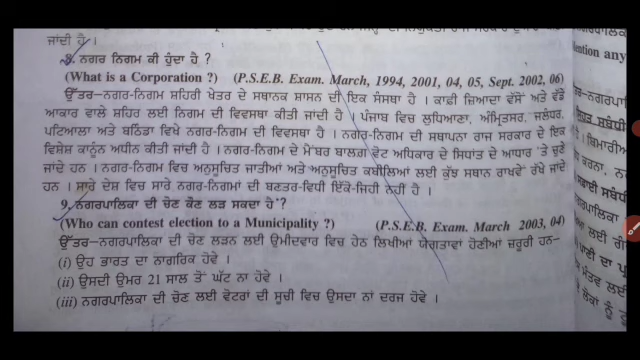 ਜਾਂਦੀ ਹੈ ।
8. ਨਗਰ ਨਿਗਮ ਕੀ ਹੁੰਦਾ ਹੈ ?
(What is a Corporation ?) (P.S.E.B. Exam. March, 1994, 2001, 04, 05, Sept. 2002, 06)
ਉੱਤਰ–ਨਗਰ-ਨਿਗਮ ਸ਼ਹਿਰੀ ਖੇਤਰ ਦੇ ਸਥਾਨਕ ਸ਼ਾਸਨ ਦੀ ਇਕ ਸੰਸਥਾ ਹੈ । ਕਾਫ਼ੀ ਜ਼ਿਆਦਾ ਵੱਸੋਂ ਅਤੇ ਵੱਡੇ
ਆਕਾਰ ਵਾਲੇ ਸ਼ਹਿਰ ਲਈ ਨਿਗਮ ਦੀ ਵਿਵਸਥਾ ਕੀਤੀ ਜਾਂਦੀ ਹੈ । ਪੰਜਾਬ ਵਿਚ ਲੁਧਿਆਣਾ, ਅੰਮ੍ਰਿਤਸਰ, ਜਲੰਧਰ,
ਪਟਿਆਲਾ ਅਤੇ ਬਠਿੰਡਾ ਵਿਖੇ ਨਗਰ-ਨਿਗਮ ਦੀ ਵਿਵਸਥਾ ਹੈ । ਨਗਰ-ਨਿਗਮ ਦੀ ਸਥਾਪਨਾ ਰਾਜ ਸਰਕਾਰ ਦੇ ਇਕ
ਵਿਸ਼ੇਸ਼ ਕਾਨੂੰਨ ਅਧੀਨ ਕੀਤੀ ਜਾਂਦੀ ਹੈ । ਨਗਰ-ਨਿਗਮ ਦੇ ਮੈਂਬਰ ਬਾਲਗ਼ ਵੋਟ ਅਧਿਕਾਰ ਦੇ ਸਿਧਾਂਤ ਦੇ ਆਧਾਰ 'ਤੇ ਚੁਣੇ
ਜਾਂਦੇ ਹਨ । ਨਗਰ-ਨਿਗਮ ਵਿਚ ਅਨੁਸੂਚਿਤ ਜਾਤੀਆਂ ਅਤੇ ਅਨੁਸੂਚਿਤ ਕਬੀਲਿਆਂ ਲਈ ਕੁੱਝ ਸਥਾਨ ਰਾਖਵੇਂ ਰੱਖੇ ਜਾਂਦੇ
ਹਨ । ਸਾਰੇ ਦੇਸ਼ ਵਿਚ ਸਾਰੇ ਨਗਰ-ਨਿਗਮਾਂ ਦੀ ਬਣਤਰ-ਵਿਧੀ ਇੱਕੋ-ਜਿਹੀ ਨਹੀਂ ਹੈ ।
9. ਨਗਰਪਾਲਿਕਾ ਦੀ ਚੋਣ ਕੌਣ ਲੜ ਸਕਦਾ ਹੈ ?
(Who can contest election to a Municipality ?) (P.S.E.B. Exam. March 2003, 04)
ਉੱਤਰ–ਨਗਰਪਾਲਿਕਾ ਦੀ ਚੋਣ ਲੜਨ ਲਈ ਉਮੀਦਵਾਰ ਵਿਚ ਹੇਠ ਲਿਖੀਆਂ ਯੋਗਤਾਵਾਂ ਹੋਣੀਆਂ ਜ਼ਰੂਰੀ ਹਨ–
(i) ਉਹ ਭਾਰਤ ਦਾ ਨਾਗਰਿਕ ਹੋਵੇ ।
(ii) ਉਸਦੀ ਉਮਰ 21 ਸਾਲ ਤੋਂ ਘੱਟ ਨਾ ਹੋਵੇ ।
(iii) ਨਗਰਪਾਲਿਕਾ ਦੀ ਚੋਣ ਲਈ ਵੋਟਰਾਂ ਦੀ ਸੂਚੀ ਵਿਚ ਉਸਦਾ ਨਾਂ ਦਰਜ ਹੋਵੇ ।